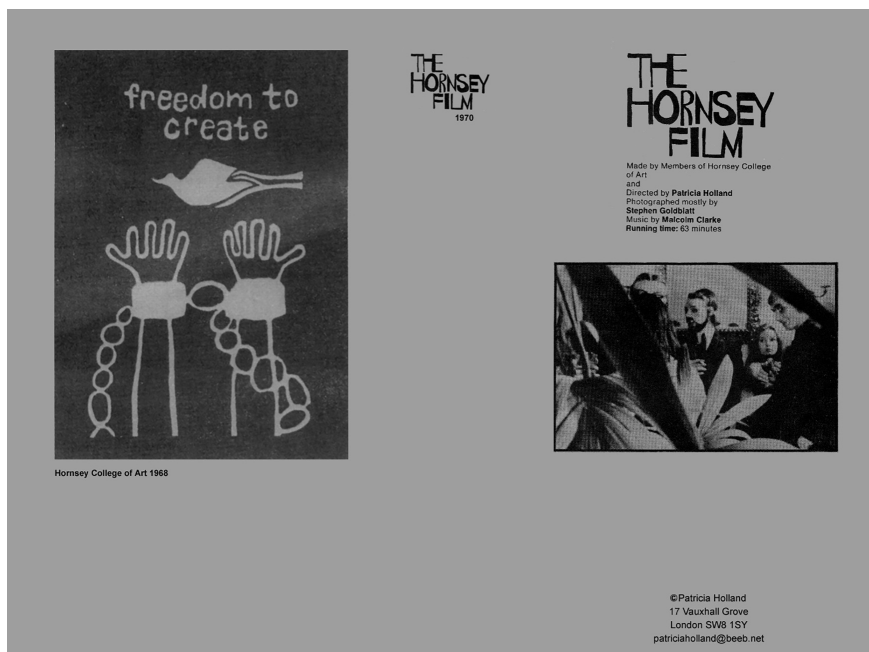 freedom to
create
Hornsey College of Art 1968
THE
HORNSEY
FILM
1970
THE
HORNSEY
FILM
Made by Members of Hornsey College
of Art
and
Directed by Patricia Holland
Photographed mostly by
Stephen Goldblatt
Music by Malcolm Clarke
Running time: 63 minutes
©Patricia Holland
17 Vauxhall Grove
London SW8 1SY
patriciaholland@beeb.net